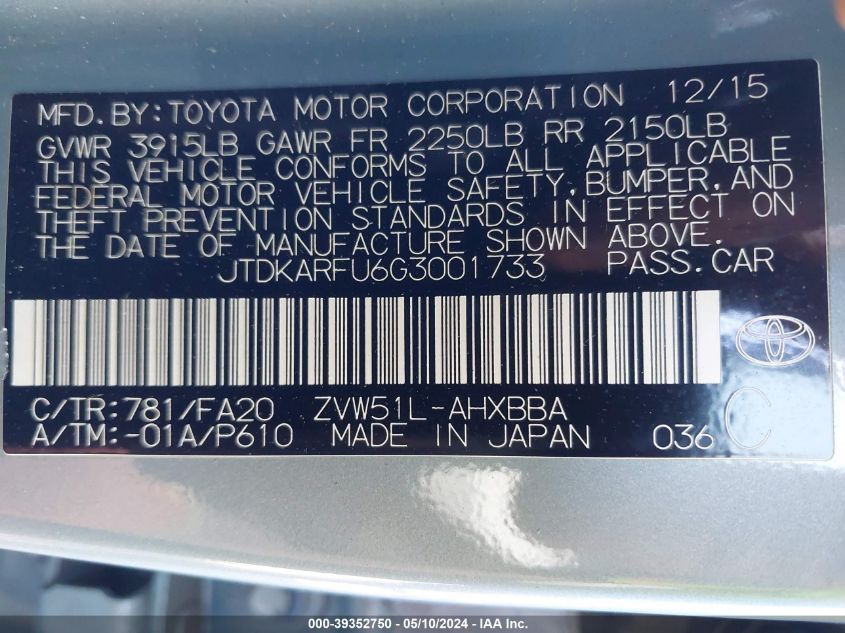 MFD. BY: TOYOTA MOTOR CORPORATION 12/15
GVWR 3915LB GAWR FR 2250LB RR 2150LB
THIS VEHICLE CONFORMS TO ALL APPLICABLE
FEDERAL MOTOR VEHICLE SAFETY, BUMPER, AND
THEFT PREVENTION STANDARDS IN EFFECT ON
THE DATE OF MANUFACTURE SHOWN ABOVE.
JTDKARFU6G3001733 PASS. CAR
C/TR: 781/FA20 ZVW51L-AHXBBA
A/TM: -01A/P610 MADE IN JAPAN 036 C
000-39352750 - 05/10/2024 - IAA Inc.